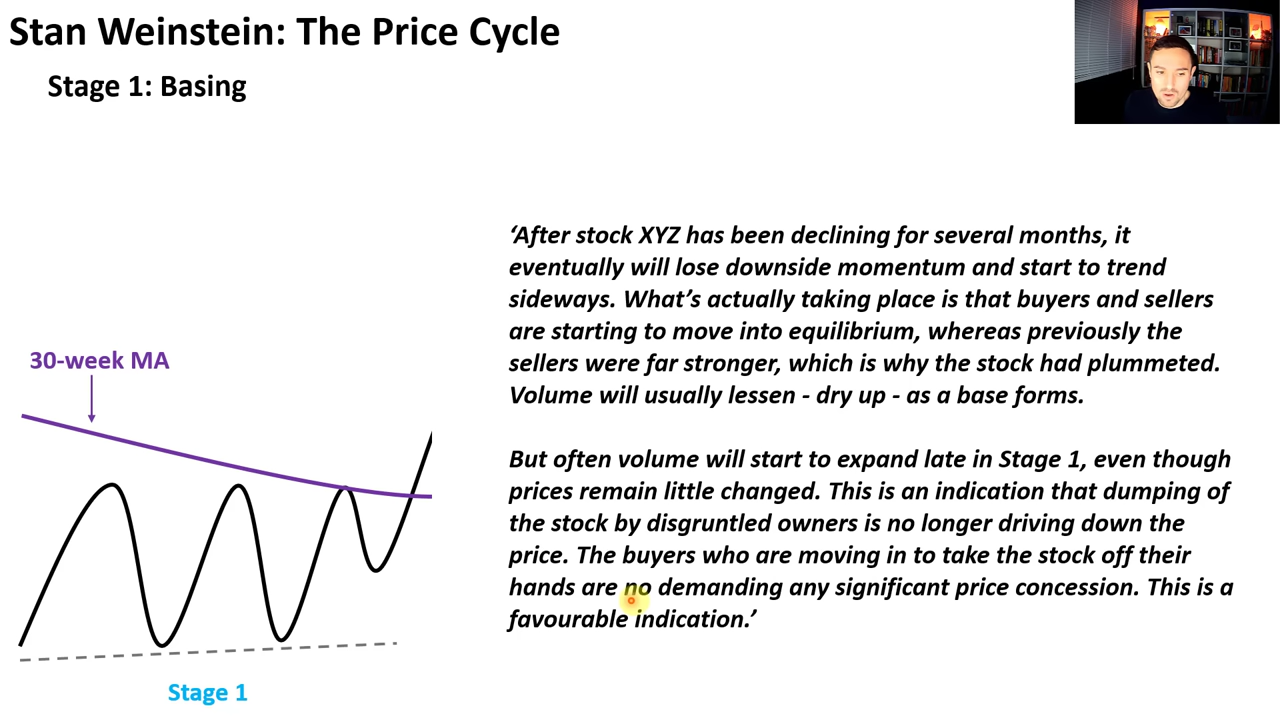 Stan Weinstein: The Price Cycle
Stage 1: Basing
‘After stock XYZ has been declining for several months, it
eventually will lose downside momentum and start to trend
sideways. What’s actually taking place is that buyers and sellers
are starting to move into equilibrium, whereas previously the
sellers were far stronger, which is why the stock had plummeted.
Volume will usually lessen - dry up - as a base forms.
But often volume will start to expand late in Stage 1, even though
prices remain little changed. This is an indication that dumping of
the stock by disgruntled owners is no longer driving down the
price. The buyers who are moving in to take the stock off their
hands are no demanding any significant price concession. This is a
favourable indication.’
30-week MA
Stage 1